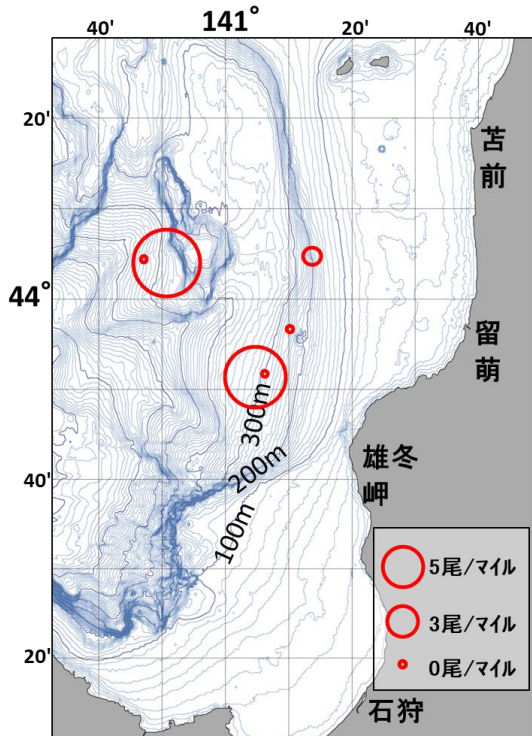 40'
141°
20'
40'
20'
苫前
44°
留萌
300m
200m
100m
40'
雄冬
岬
5尾/マイル
3尾/マイル
0尾/マイル
20'
石狩